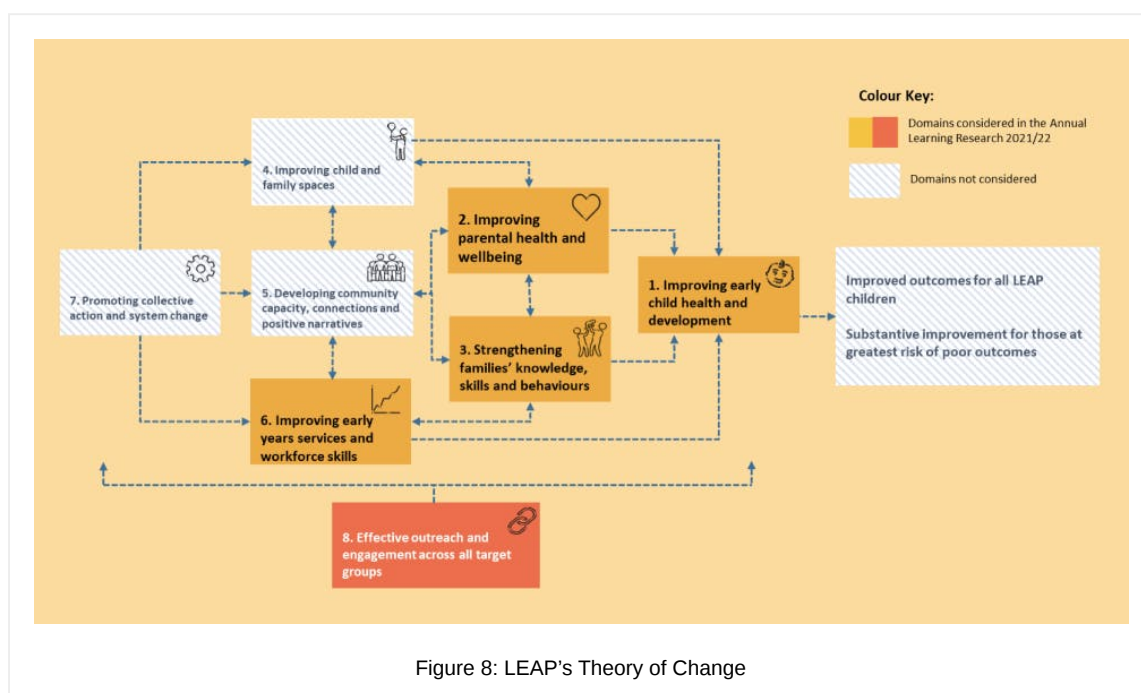 Colour Key:
Domains considered in the Annual
Learning Research 2021/22
Domains not considered
4. Improving child and
family spaces
2. Improving
parental health and
wellbeing
7. Promoting collective
action and system change
5. Developing community
capacity, connections and
positive narratives
1. Improving early
child health and
development
Improved outcomes for all LEAP
children
Substantive improvement for those at
greatest risk of poor outcomes
3. Strengthening
families’ knowledge,
skills and behaviours
6. Improving early
years services and
workforce skills
8. Effective outreach and
engagement across all target
groups
Figure 8: LEAP’s Theory of Change